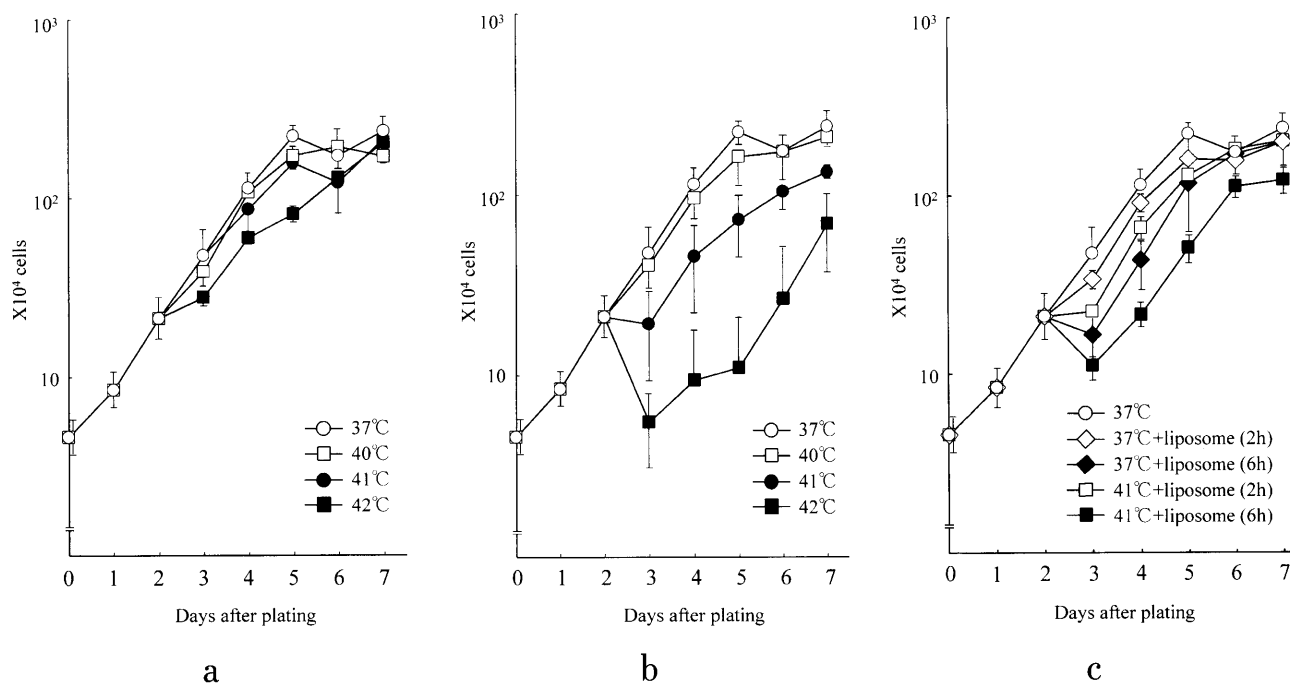 10³
10²
10
X10⁴ cells
37℃
40℃
41℃
42℃
0 1 2 3 4 5 6 7
Days after plating
a
10³
10²
10
X10⁴ cells
37℃
40℃
41℃
42℃
0 1 2 3 4 5 6 7
Days after plating
b
10³
10²
10
X10⁴ cells
37℃
37℃+liposome (2h)
37℃+liposome (6h)
41℃+liposome (2h)
41℃+liposome (6h)
0 1 2 3 4 5 6 7
Days after plating
c